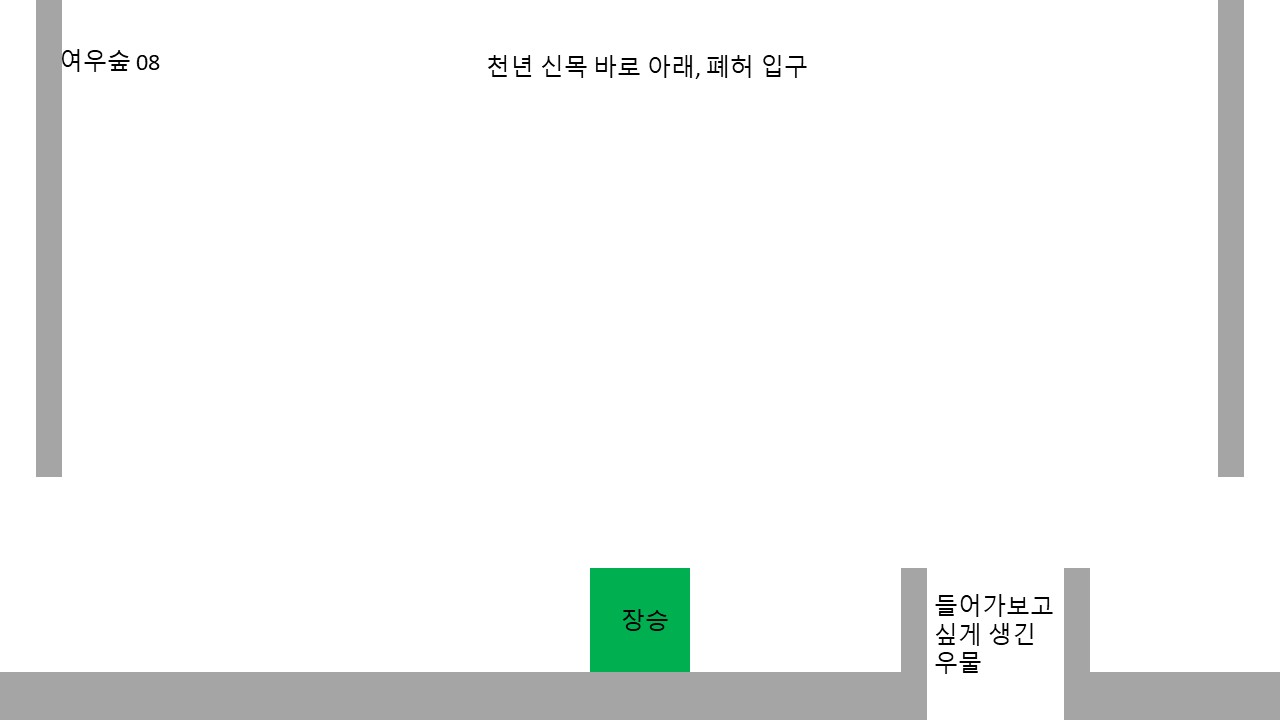 여우숲 08
천년 신목 바로 아래, 폐허 입구
장승
들어가보고
싶게 생긴
우물